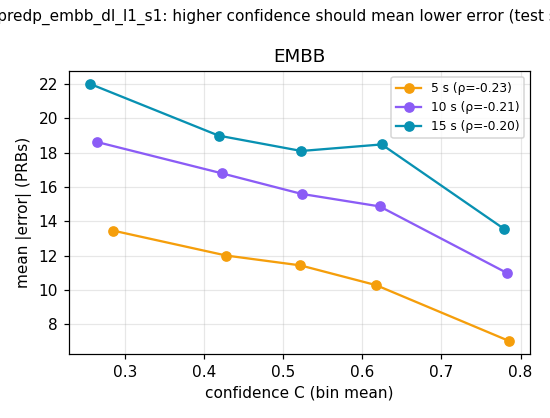 predp_embb_dl_l1_s1: higher confidence should mean lower error (test
EMBB
5 s (ρ=-0.23)
10 s (ρ=-0.21)
15 s (ρ=-0.20)
mean |error| (PRBs)
22
20
18
16
14
12
10
8
0.3 0.4 0.5 0.6 0.7 0.8
confidence C (bin mean)